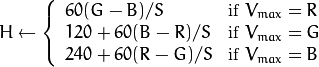 60(G − B)/S if V_max = R
H ← { 120 + 60(B − R)/S if V_max = G
240 + 60(R − G)/S if V_max = B